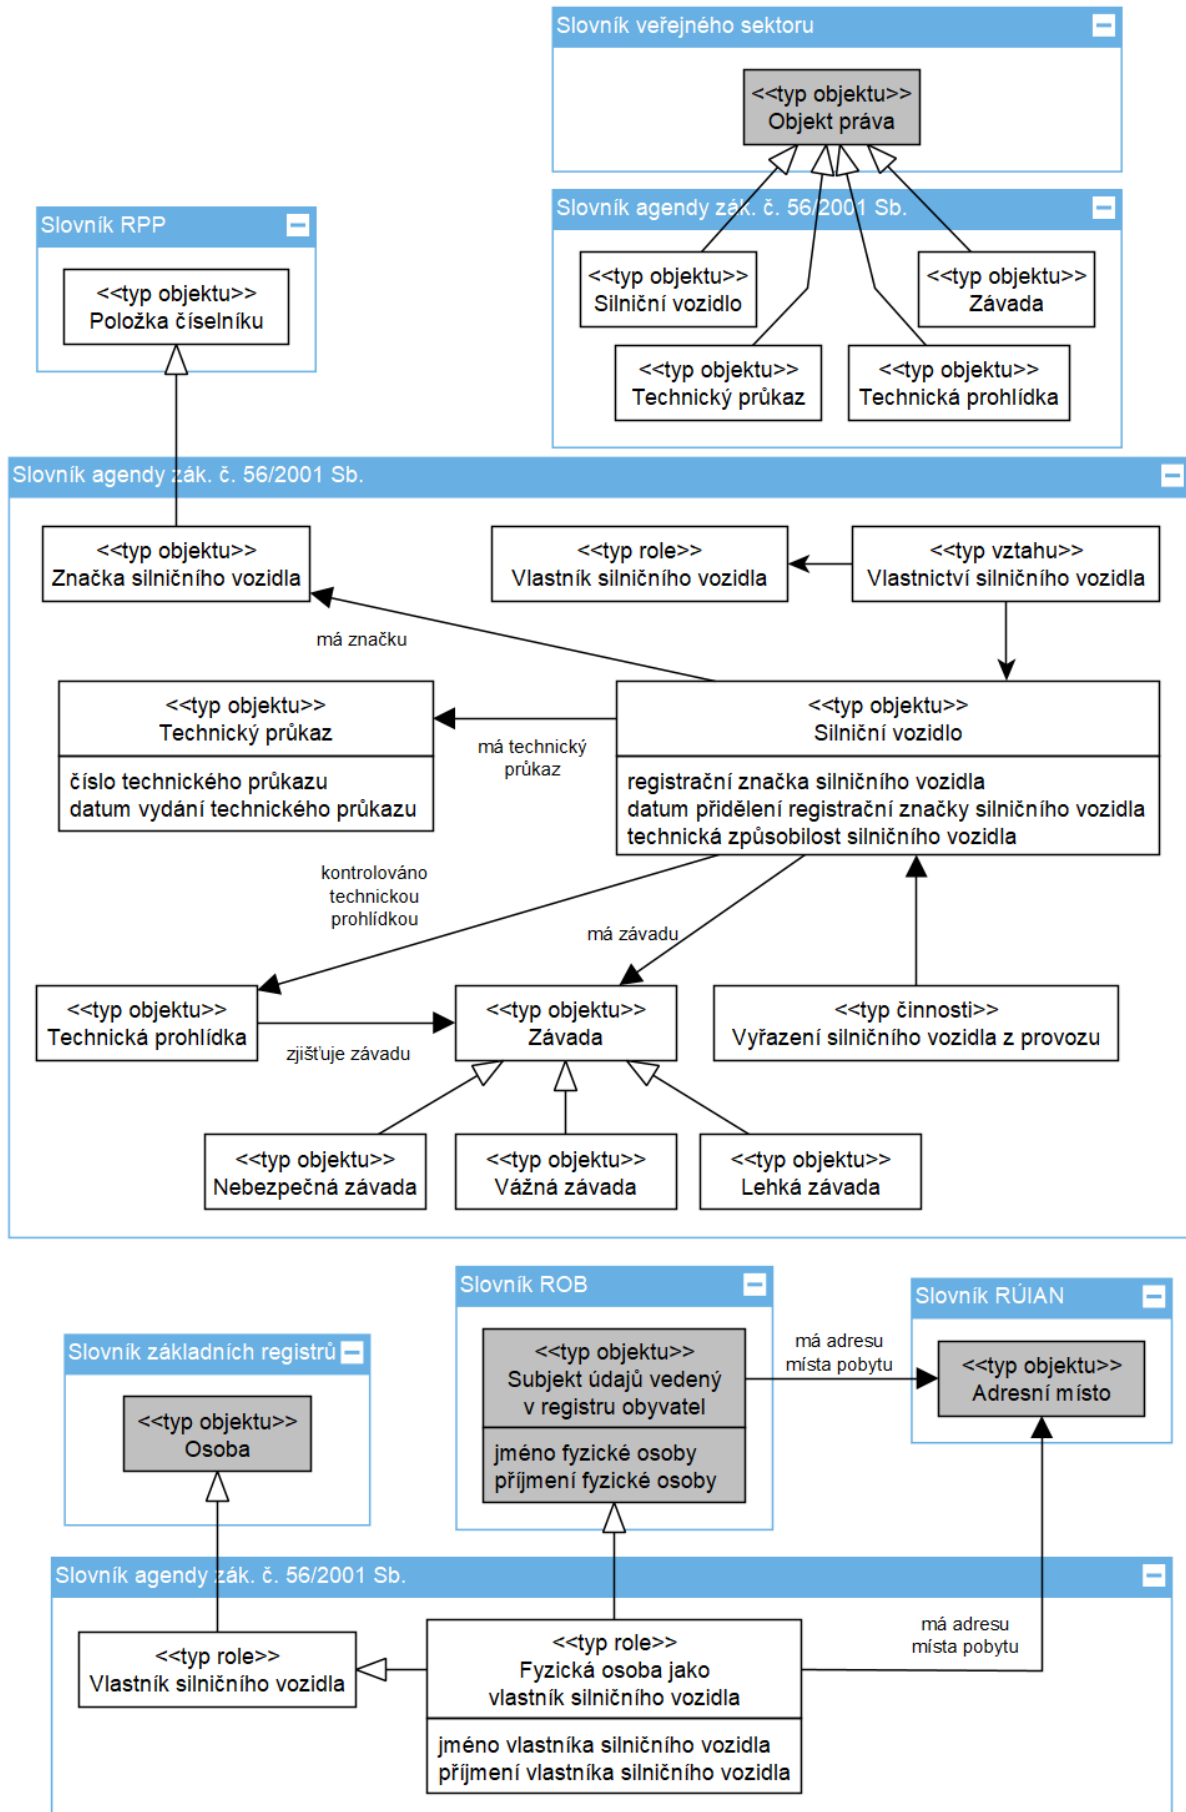 Slovník veřejného sektoru
<<typ objektu>>
Objekt práva
Slovník agendy zák. č. 56/2001 Sb.
<<typ objektu>>
Silniční vozidlo
<<typ objektu>>
Závada
<<typ objektu>>
Technický průkaz
<<typ objektu>>
Technická prohlídka
Slovník RPP
<<typ objektu>>
Položka číselníku
Slovník agendy zák. č. 56/2001 Sb.
<<typ objektu>>
Značka silničního vozidla
<<typ role>>
Vlastník silničního vozidla
<<typ vztahu>>
Vlastnictví silničního vozidla
má značku
<<typ objektu>>
Technický průkaz
číslo technického průkazu
datum vydání technického průkazu
má technický
průkaz
<<typ objektu>>
Silniční vozidlo
registrační značka silničního vozidla
datum přidělení registrační značky silničního vozidla
technická způsobilost silničního vozidla
kontrolováno
technickou
prohlídkou
má závadu
<<typ objektu>>
Technická prohlídka
zjišťuje závadu
<<typ objektu>>
Závada
<<typ činnosti>>
Vyřazení silničního vozidla z provozu
<<typ objektu>>
Nebezpečná závada
<<typ objektu>>
Vážná závada
<<typ objektu>>
Lehká závada
Slovník ROB
<<typ objektu>>
Subjekt údajů vedený
v registru obyvatel
jméno fyzické osoby
příjmení fyzické osoby
má adresu
místa pobytu
Slovník RÚIAN
<<typ objektu>>
Adresní místo
Slovník základních registrů
<<typ objektu>>
Osoba
Slovník agendy zák. č. 56/2001 Sb.
<<typ role>>
Vlastník silničního vozidla
<<typ role>>
Fyzická osoba jako
vlastník silničního vozidla
jméno vlastníka silničního vozidla
příjmení vlastníka silničního vozidla
má adresu
místa pobytu